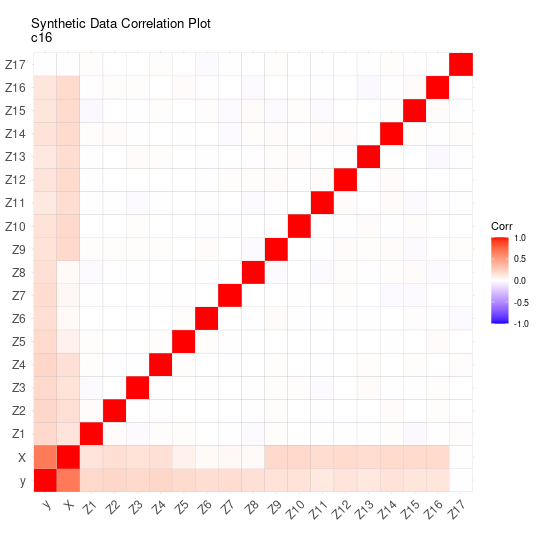 Synthetic Data Correlation Plot
c16
Z17
Z16
Z15
Z14
Z13
Z12
Z11
Z10
Z9
Z8
Z7
Z6
Z5
Z4
Z3
Z2
Z1
X
y
y X Z1 Z2 Z3 Z4 Z5 Z6 Z7 Z8 Z9 Z10 Z11 Z12 Z13 Z14 Z15 Z16 Z17
Corr
1.0
0.5
0.0
-0.5
-1.0